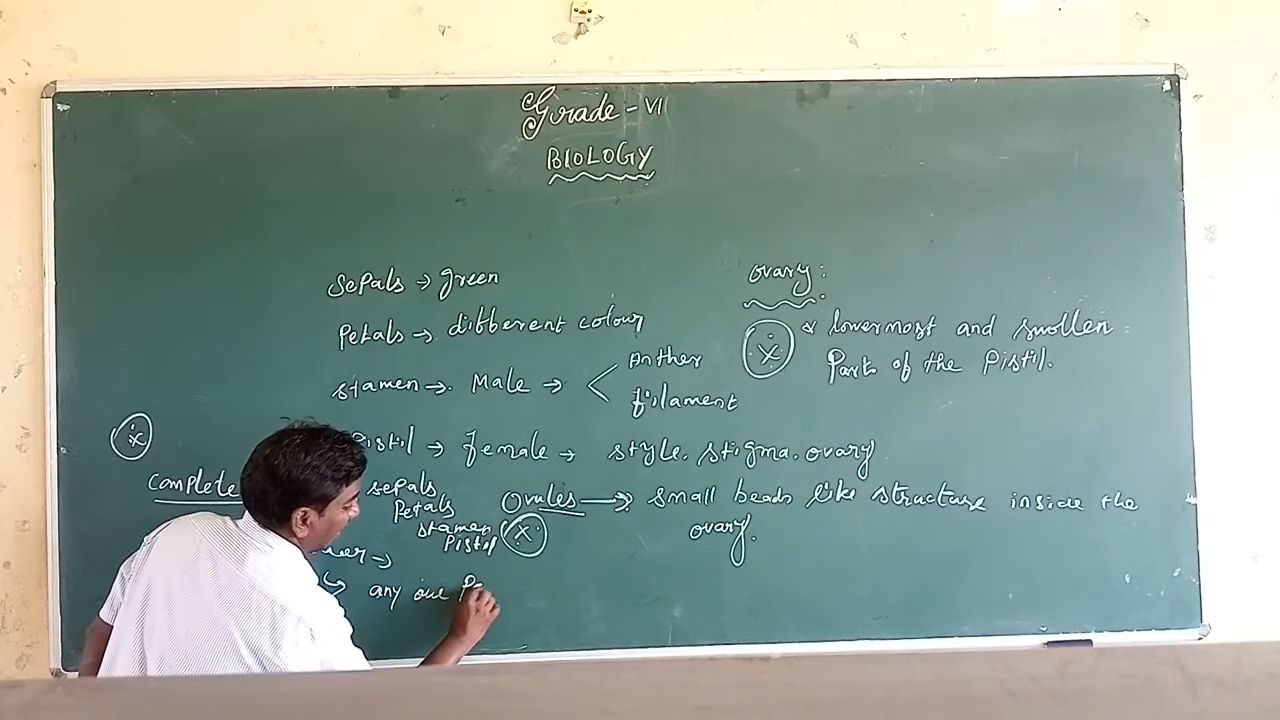 Grade - VI
BIOLOGY
Sepals → green
Petals → different colour
stamen → Male → Anther
filament
Pistil → female → style. stigma. ovary.
ovary:
lowermost and swollen
Part of the Pistil.
complete
sepals
Petals
stamen
Pistil
Ovules → small beads like structure inside the
ovary.
any one